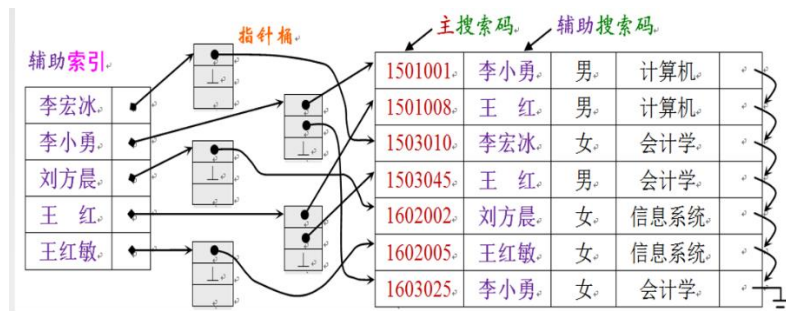 主搜索码 辅助搜索码
指针桶
辅助索引
李宏冰
李小勇
刘方晨
王 红
王红敏
⊥
⊥
⊥
⊥
⊥
1501001 李小勇 男 计算机
1501008 王 红 男 计算机
1503010 李宏冰 女 会计学
1503045 王 红 男 会计学
1602002 刘方晨 女 信息系统
1602005 王红敏 女 信息系统
1603025 李小勇 女 会计学